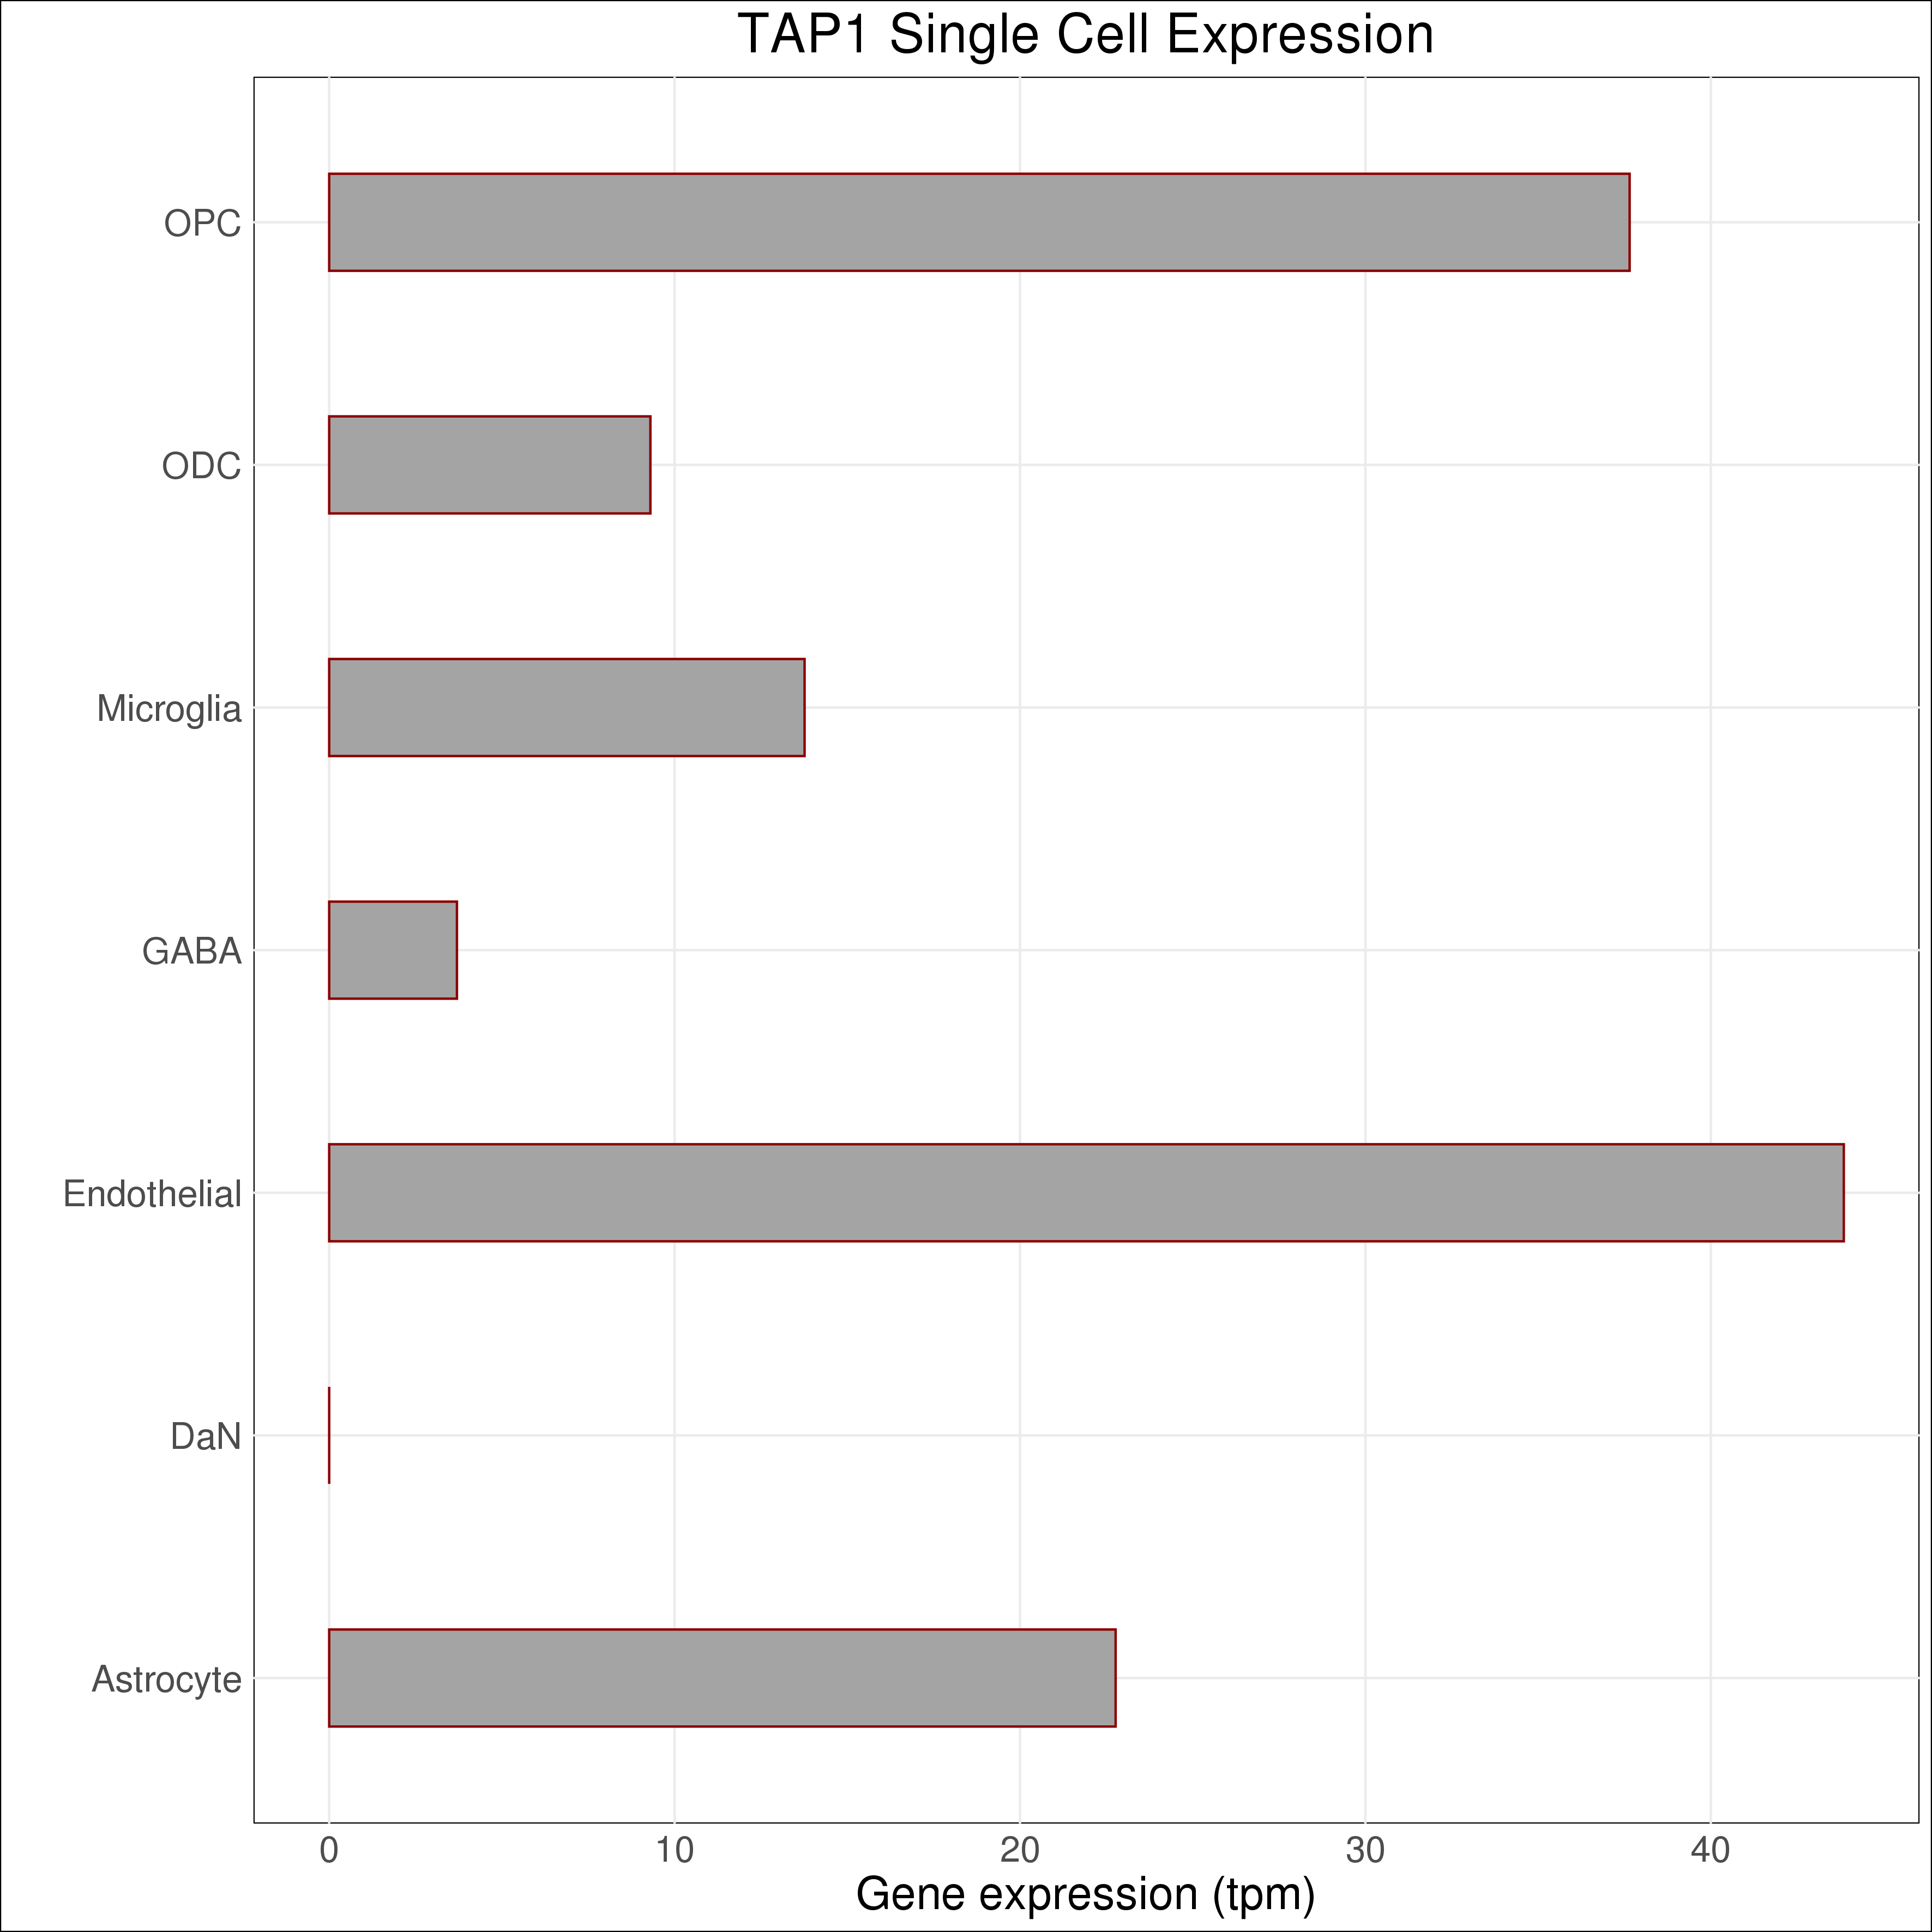 TAP1 Single Cell Expression
OPC
ODC
Microglia
GABA
Endothelial
DaN
Astrocyte
0 10 20 30 40
Gene expression (tpm)